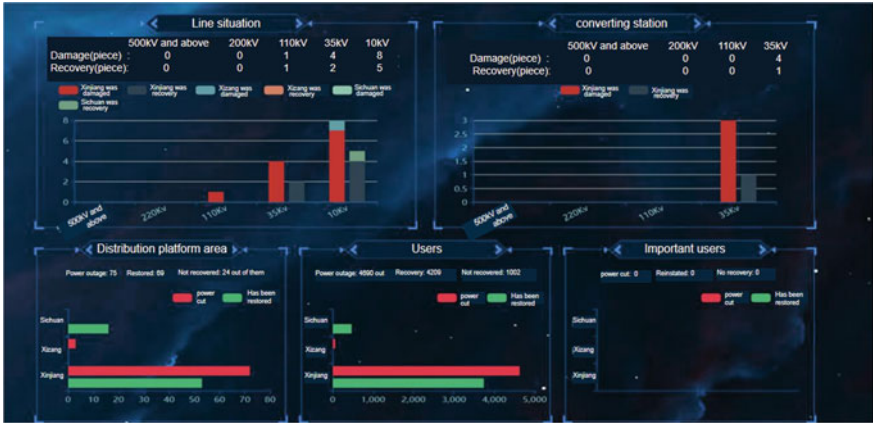 Line situation
500kV and above 200kV 110kV 35kV 10kV
Damage(piece) : 0 0 1 4 8
Recovery(piece): 0 0 1 2 5
Xinjiang was damaged
Xinjiang was recovery
Xizang was damaged
Xizang was recovery
Sichuan was damaged
Sichuan was recovery
8
6
4
2
0
500kV and above 220Kv 110Kv 35Kv 10Kv
converting station
500kV and above 200kV 110kV 35kV
Damage(piece) : 0 0 0 4
Recovery(piece): 0 0 0 1
Xinjiang was damaged
Xinjiang was recovery
3
2.5
2
1.5
1
0.5
0
500kV and above 220Kv 110Kv 35Kv
Distribution platform area
Power outage: 75 Restored: 69 Not recovered: 24 out of them
power cut
Has been restored
Sichuan
Xizang
Xinjiang
0 10 20 30 40 50 60 70 80
Users
Power outage: 4690 out Recovery: 4209 Not recovered: 1002
power cut
Has been restored
Sichuan
Xizang
Xinjiang
0 1,000 2,000 3,000 4,000 5,000
Important users
power cut: 0 Reinstated: 0 No recovery: 0
power cut
Has been restored
Sichuan
Xizang
Xinjiang